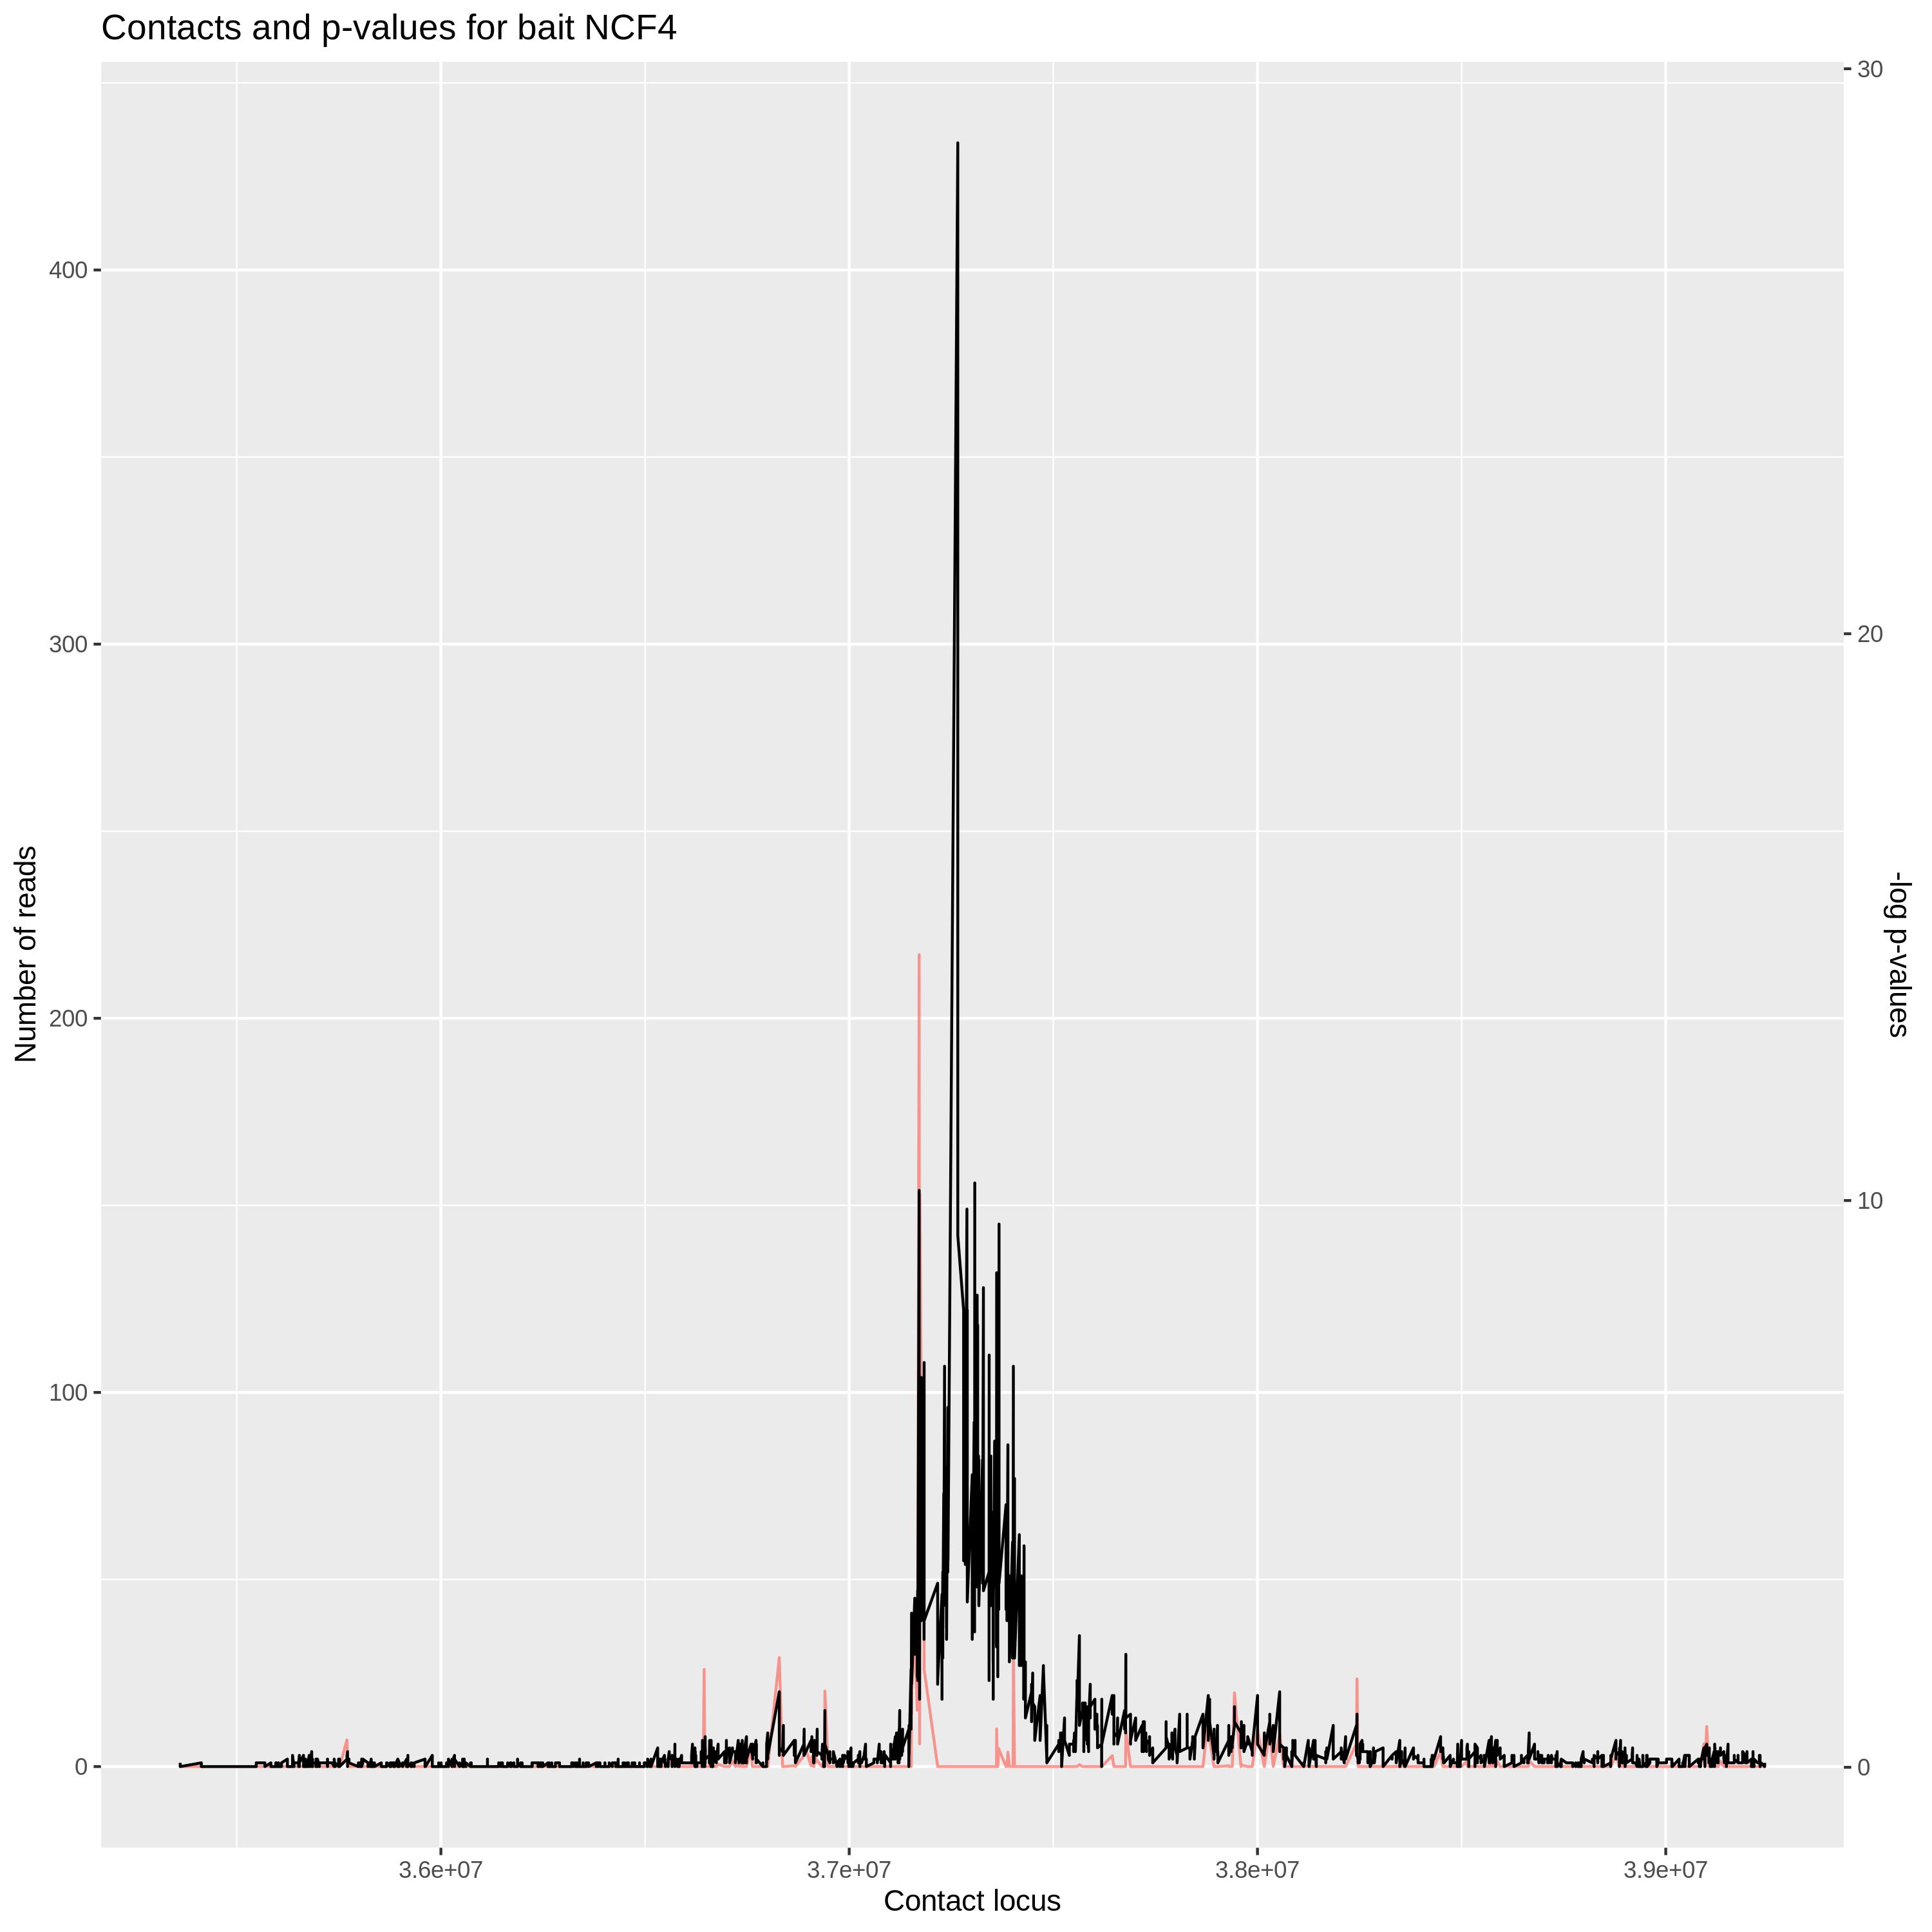 Contacts and p-values for bait NCF4
Number of reads
400
300
200
100
0
30
20
10
0
-log p-values
3.6e+07 3.7e+07 3.8e+07 3.9e+07
Contact locus